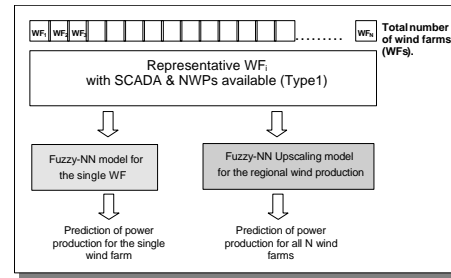 WF1 WF2 WF3 ......... WFN
Total number
of wind farms
(WFs).
Representative WFi
with SCADA & NWPs available (Type1)
Fuzzy-NN model for
the single WF
Fuzzy-NN Upscaling model
for the regional wind production
Prediction of power
production for the single
wind farm
Prediction of power
production for all N wind
farms